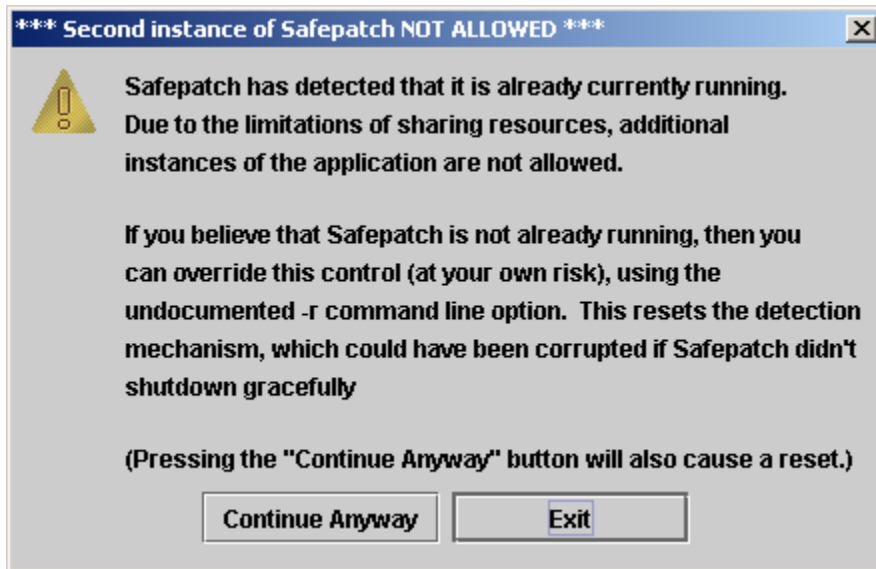 *** Second instance of Safepatch NOT ALLOWED ***
Safepatch has detected that it is already currently running.
Due to the limitations of sharing resources, additional
instances of the application are not allowed.
If you believe that Safepatch is not already running, then you
can override this control (at your own risk), using the
undocumented -r command line option.  This resets the detection
mechanism, which could have been corrupted if Safepatch didn't
shutdown gracefully
(Pressing the "Continue Anyway" button will also cause a reset.)
Continue Anyway
Exit